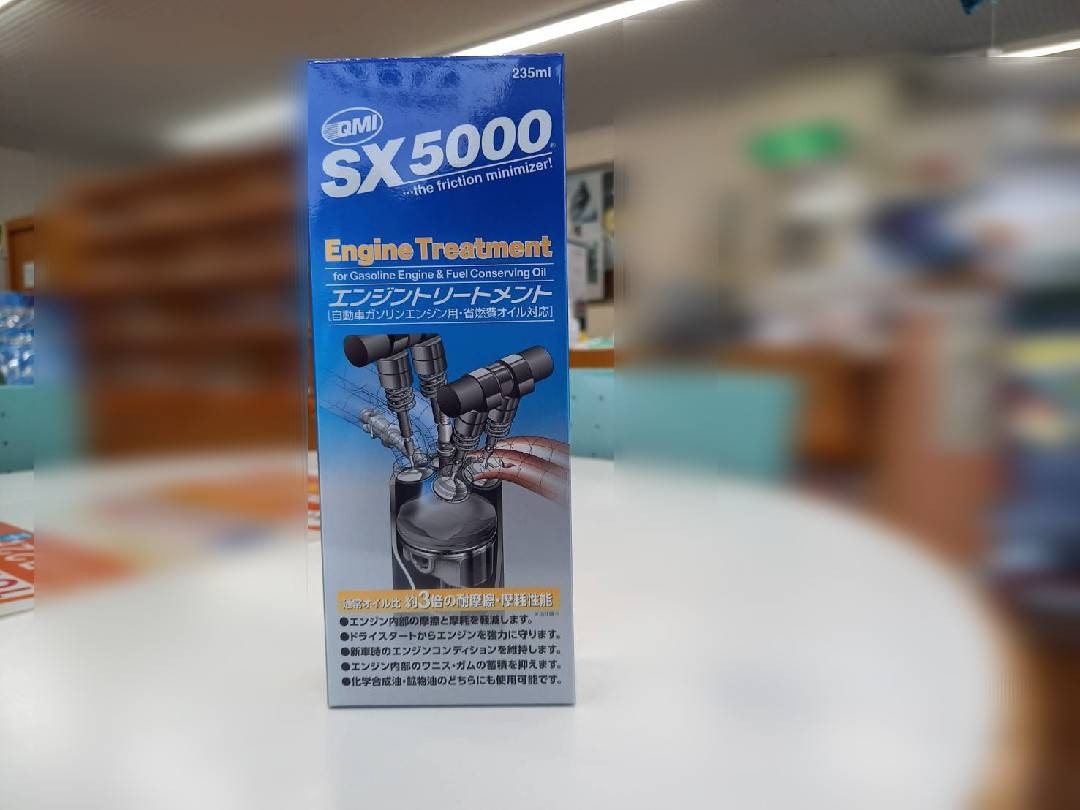 235ml
QMI
SX5000
...the friction minimizer!
Engine Treatment
for Gasoline Engine & Fuel Conserving Oil
エンジントリートメント
[自動車ガソリンエンジン用・省燃費オイル対応]
通常オイル比 約3倍の耐摩擦・摩耗性能
●エンジン内部の摩擦と摩耗を軽減します。
●ドライスタートからエンジンを強力に守ります。
●新車時のエンジンコンディションを維持します。
●エンジン内部のワニス・ガムの蓄積を抑えます。
●化学合成油・鉱物油のどちらにも使用可能です。